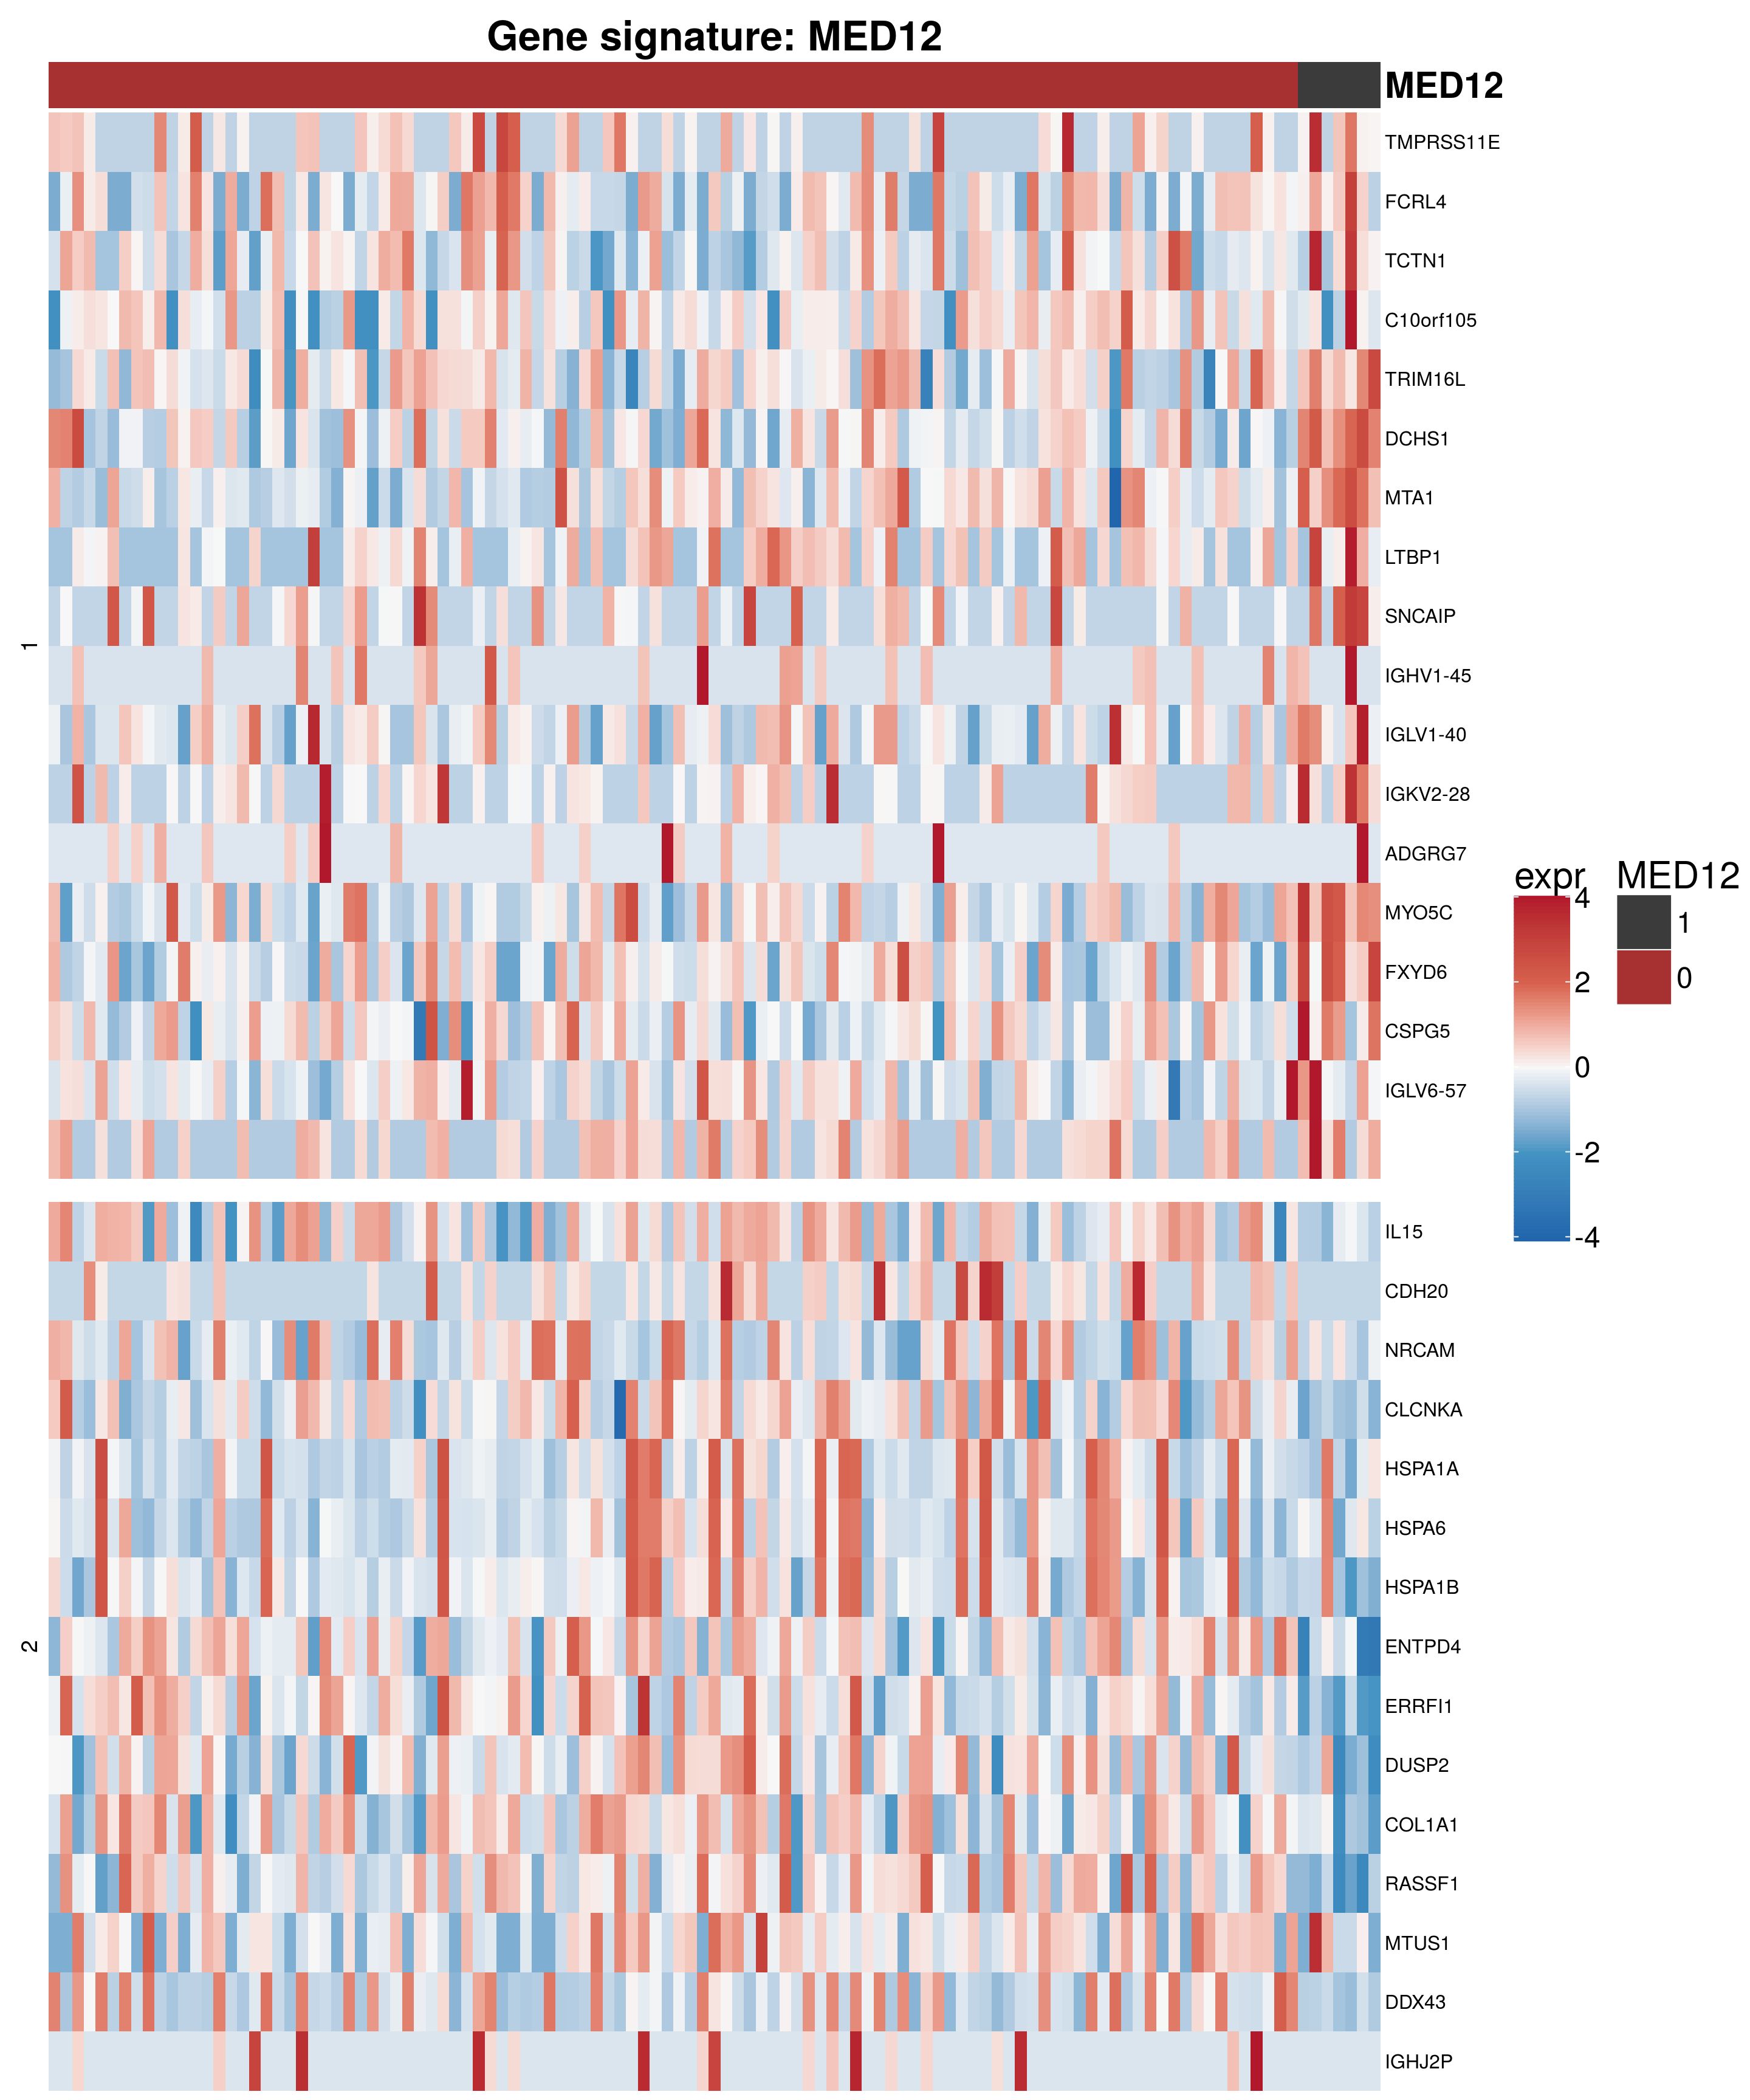 Gene signature: MED12
MED12
TMPRSS11E
FCRL4
TCTN1
C10orf105
TRIM16L
DCHS1
MTA1
LTBP1
SNCAIP
1
IGHV1-45
IGLV1-40
IGKV2-28
ADGRG7
MYO5C
FXYD6
CSPG5
IGLV6-57
expr
4
2
0
-2
-4
MED12
1
0
IL15
CDH20
NRCAM
CLCNKA
HSPA1A
HSPA6
HSPA1B
2
ENTPD4
ERRFI1
DUSP2
COL1A1
RASSF1
MTUS1
DDX43
IGHJ2P